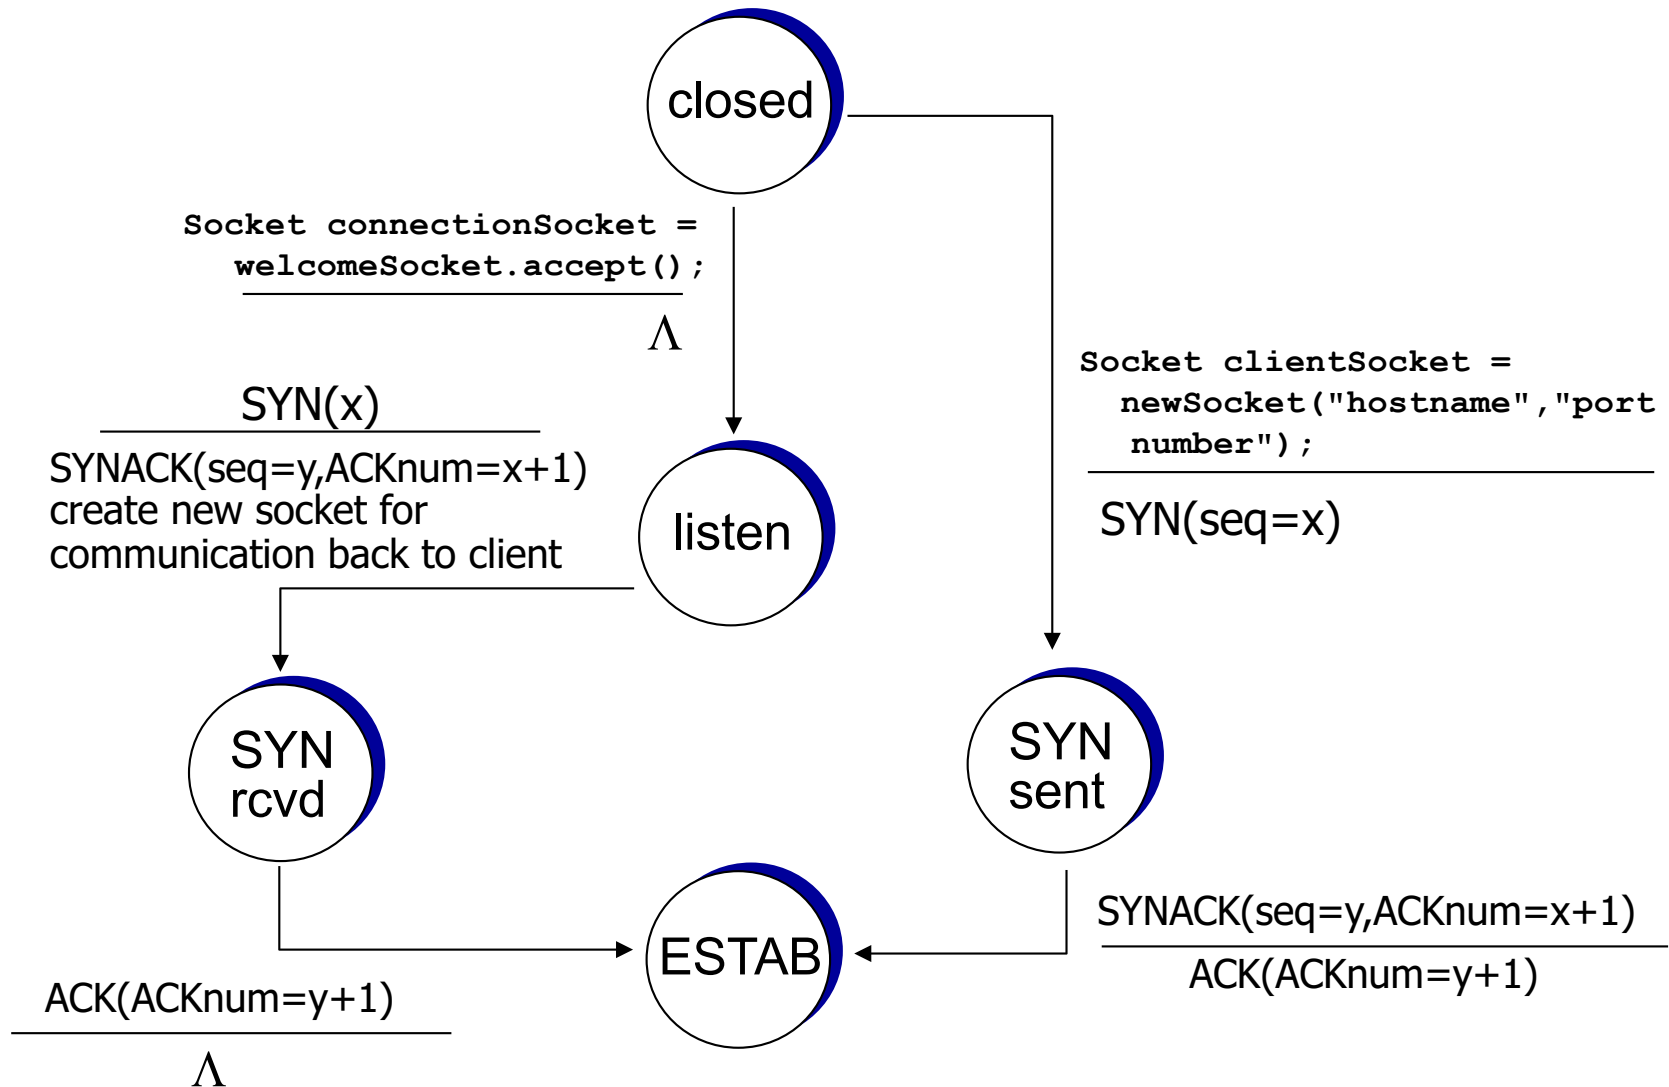 closed
Socket connectionSocket =
welcomeSocket.accept();
Λ
Socket clientSocket =
newSocket("hostname","port
number");
SYN(seq=x)
SYN(x)
SYNACK(seq=y,ACKnum=x+1)
create new socket for
communication back to client
listen
SYN
rcvd
SYN
sent
ESTAB
SYNACK(seq=y,ACKnum=x+1)
ACK(ACKnum=y+1)
ACK(ACKnum=y+1)
Λ